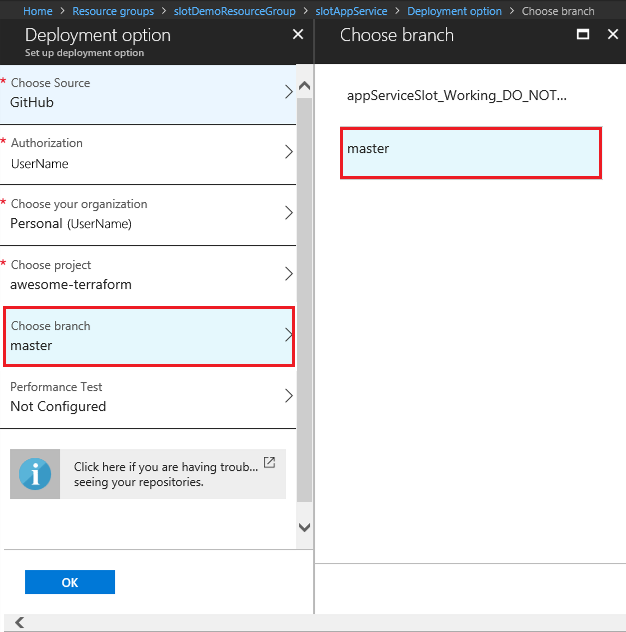 Home > Resource groups > slotDemoResourceGroup > slotAppService > Deployment option > Choose branch
Deployment option
Set up deployment option
* Choose Source
GitHub
* Authorization
UserName
* Choose your organization
Personal (UserName)
* Choose project
awesome-terraform
Choose branch
master
Performance Test
Not Configured
Click here if you are having troub...
seeing your repositories.
OK
Choose branch
appServiceSlot_Working_DO_NOT...
master